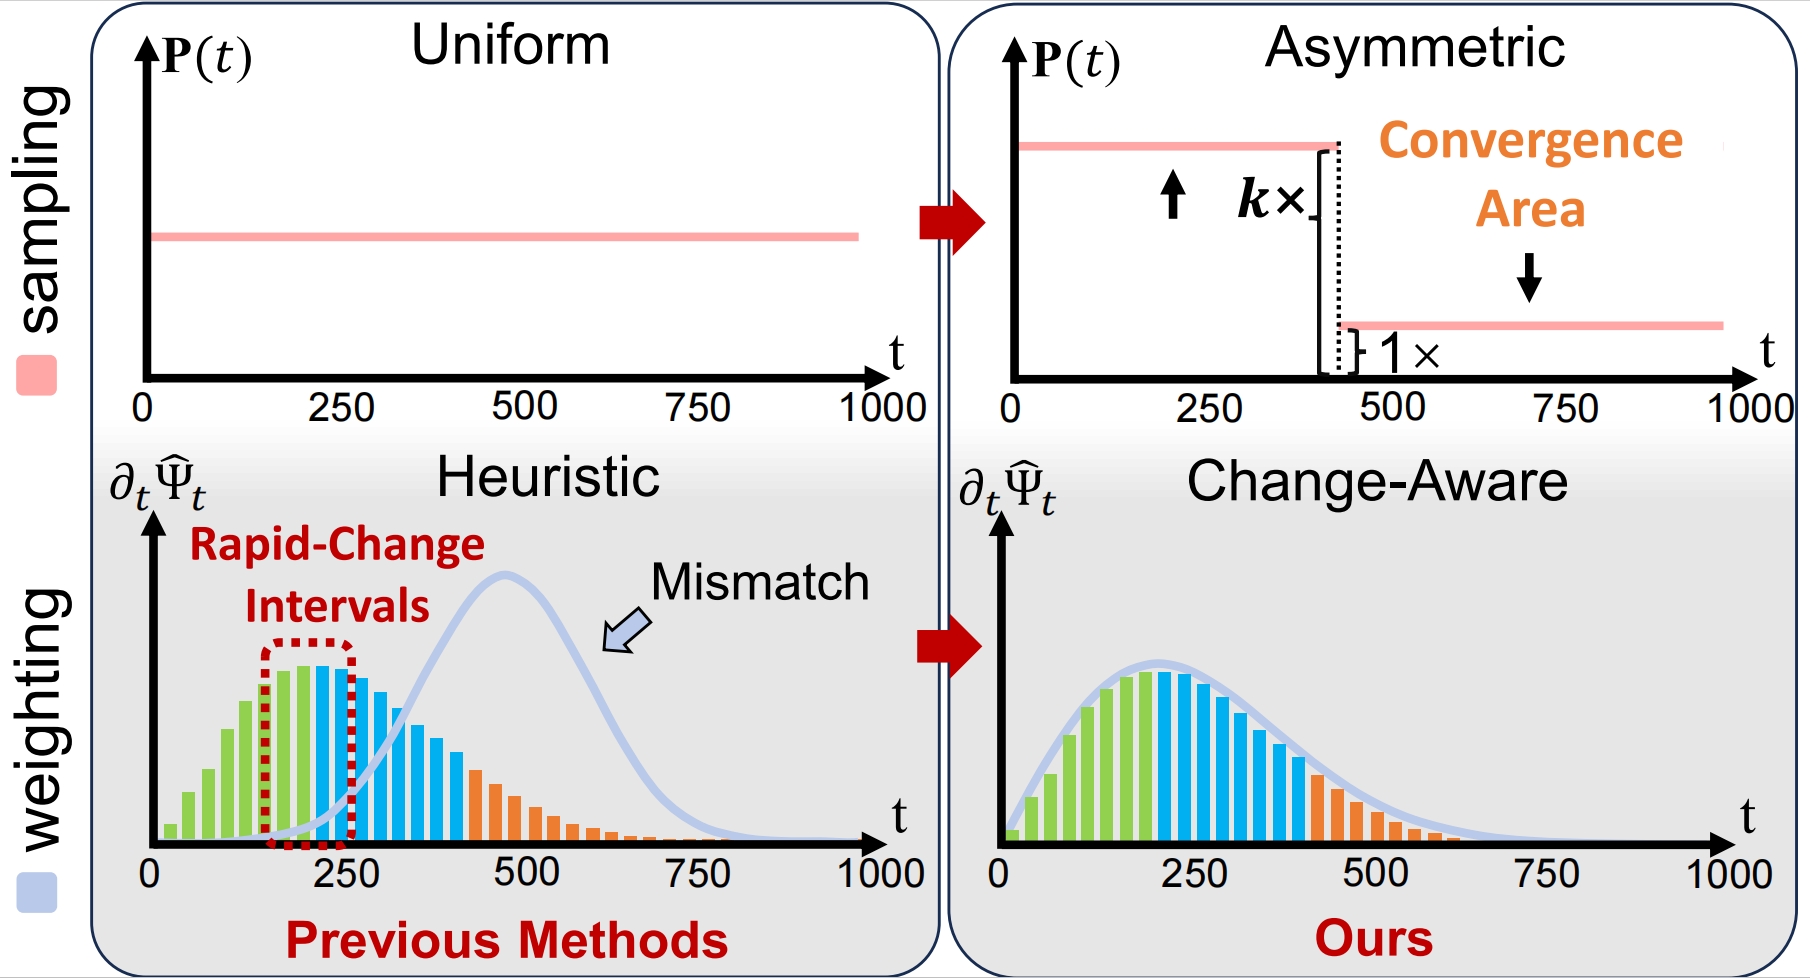 sampling
P(t)
Uniform
t
0 250 500 750 1000
P(t)
Asymmetric
Convergence
Area
k×
1×
t
0 250 500 750 1000
weighting
∂ₜΨ̂ₜ
Heuristic
Rapid-Change
Intervals
Mismatch
t
0 250 500 750 1000
Previous Methods
∂ₜΨ̂ₜ
Change-Aware
t
0 250 500 750 1000
Ours